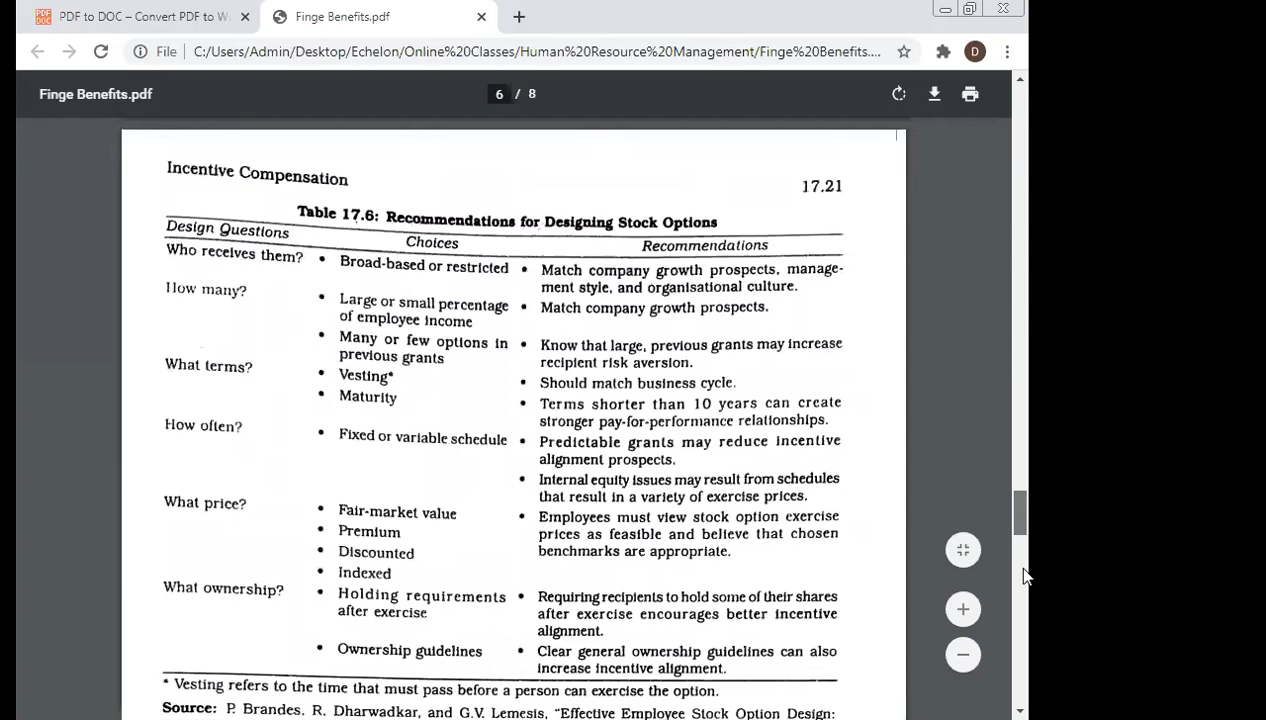 PDF to DOC – Convert PDF to W
Finge Benefits.pdf
File C:/Users/Admin/Desktop/Echelon/Online%20Classes/Human%20Resource%20Management/Finge%20Benefits....
D
Finge Benefits.pdf
6 / 8
Incentive Compensation
17.21
Table 17.6: Recommendations for Designing Stock Options
Design Questions Choices Recommendations
Who receives them? • Broad-based or restricted • Match company growth prospects, manage-
ment style, and organisational culture.
How many? • Large or small percentage • Match company growth prospects.
of employee income
• Many or few options in • Know that large, previous grants may increase
previous grants recipient risk aversion.
What terms? • Vesting* • Should match business cycle.
• Maturity • Terms shorter than 10 years can create
stronger pay-for-performance relationships.
How often? • Fixed or variable schedule • Predictable grants may reduce incentive
alignment prospects.
• Internal equity issues may result from schedules
that result in a variety of exercise prices.
What price? • Fair-market value • Employees must view stock option exercise
• Premium prices as feasible and believe that chosen
• Discounted benchmarks are appropriate.
• Indexed
What ownership? • Holding requirements • Requiring recipients to hold some of their shares
after exercise after exercise encourages better incentive
alignment.
• Ownership guidelines • Clear general ownership guidelines can also
increase incentive alignment.
* Vesting refers to the time that must pass before a person can exercise the option.
Source: P. Brandes, R. Dharwadkar, and G.V. Lemesis, "Effective Employee Stock Option Design: